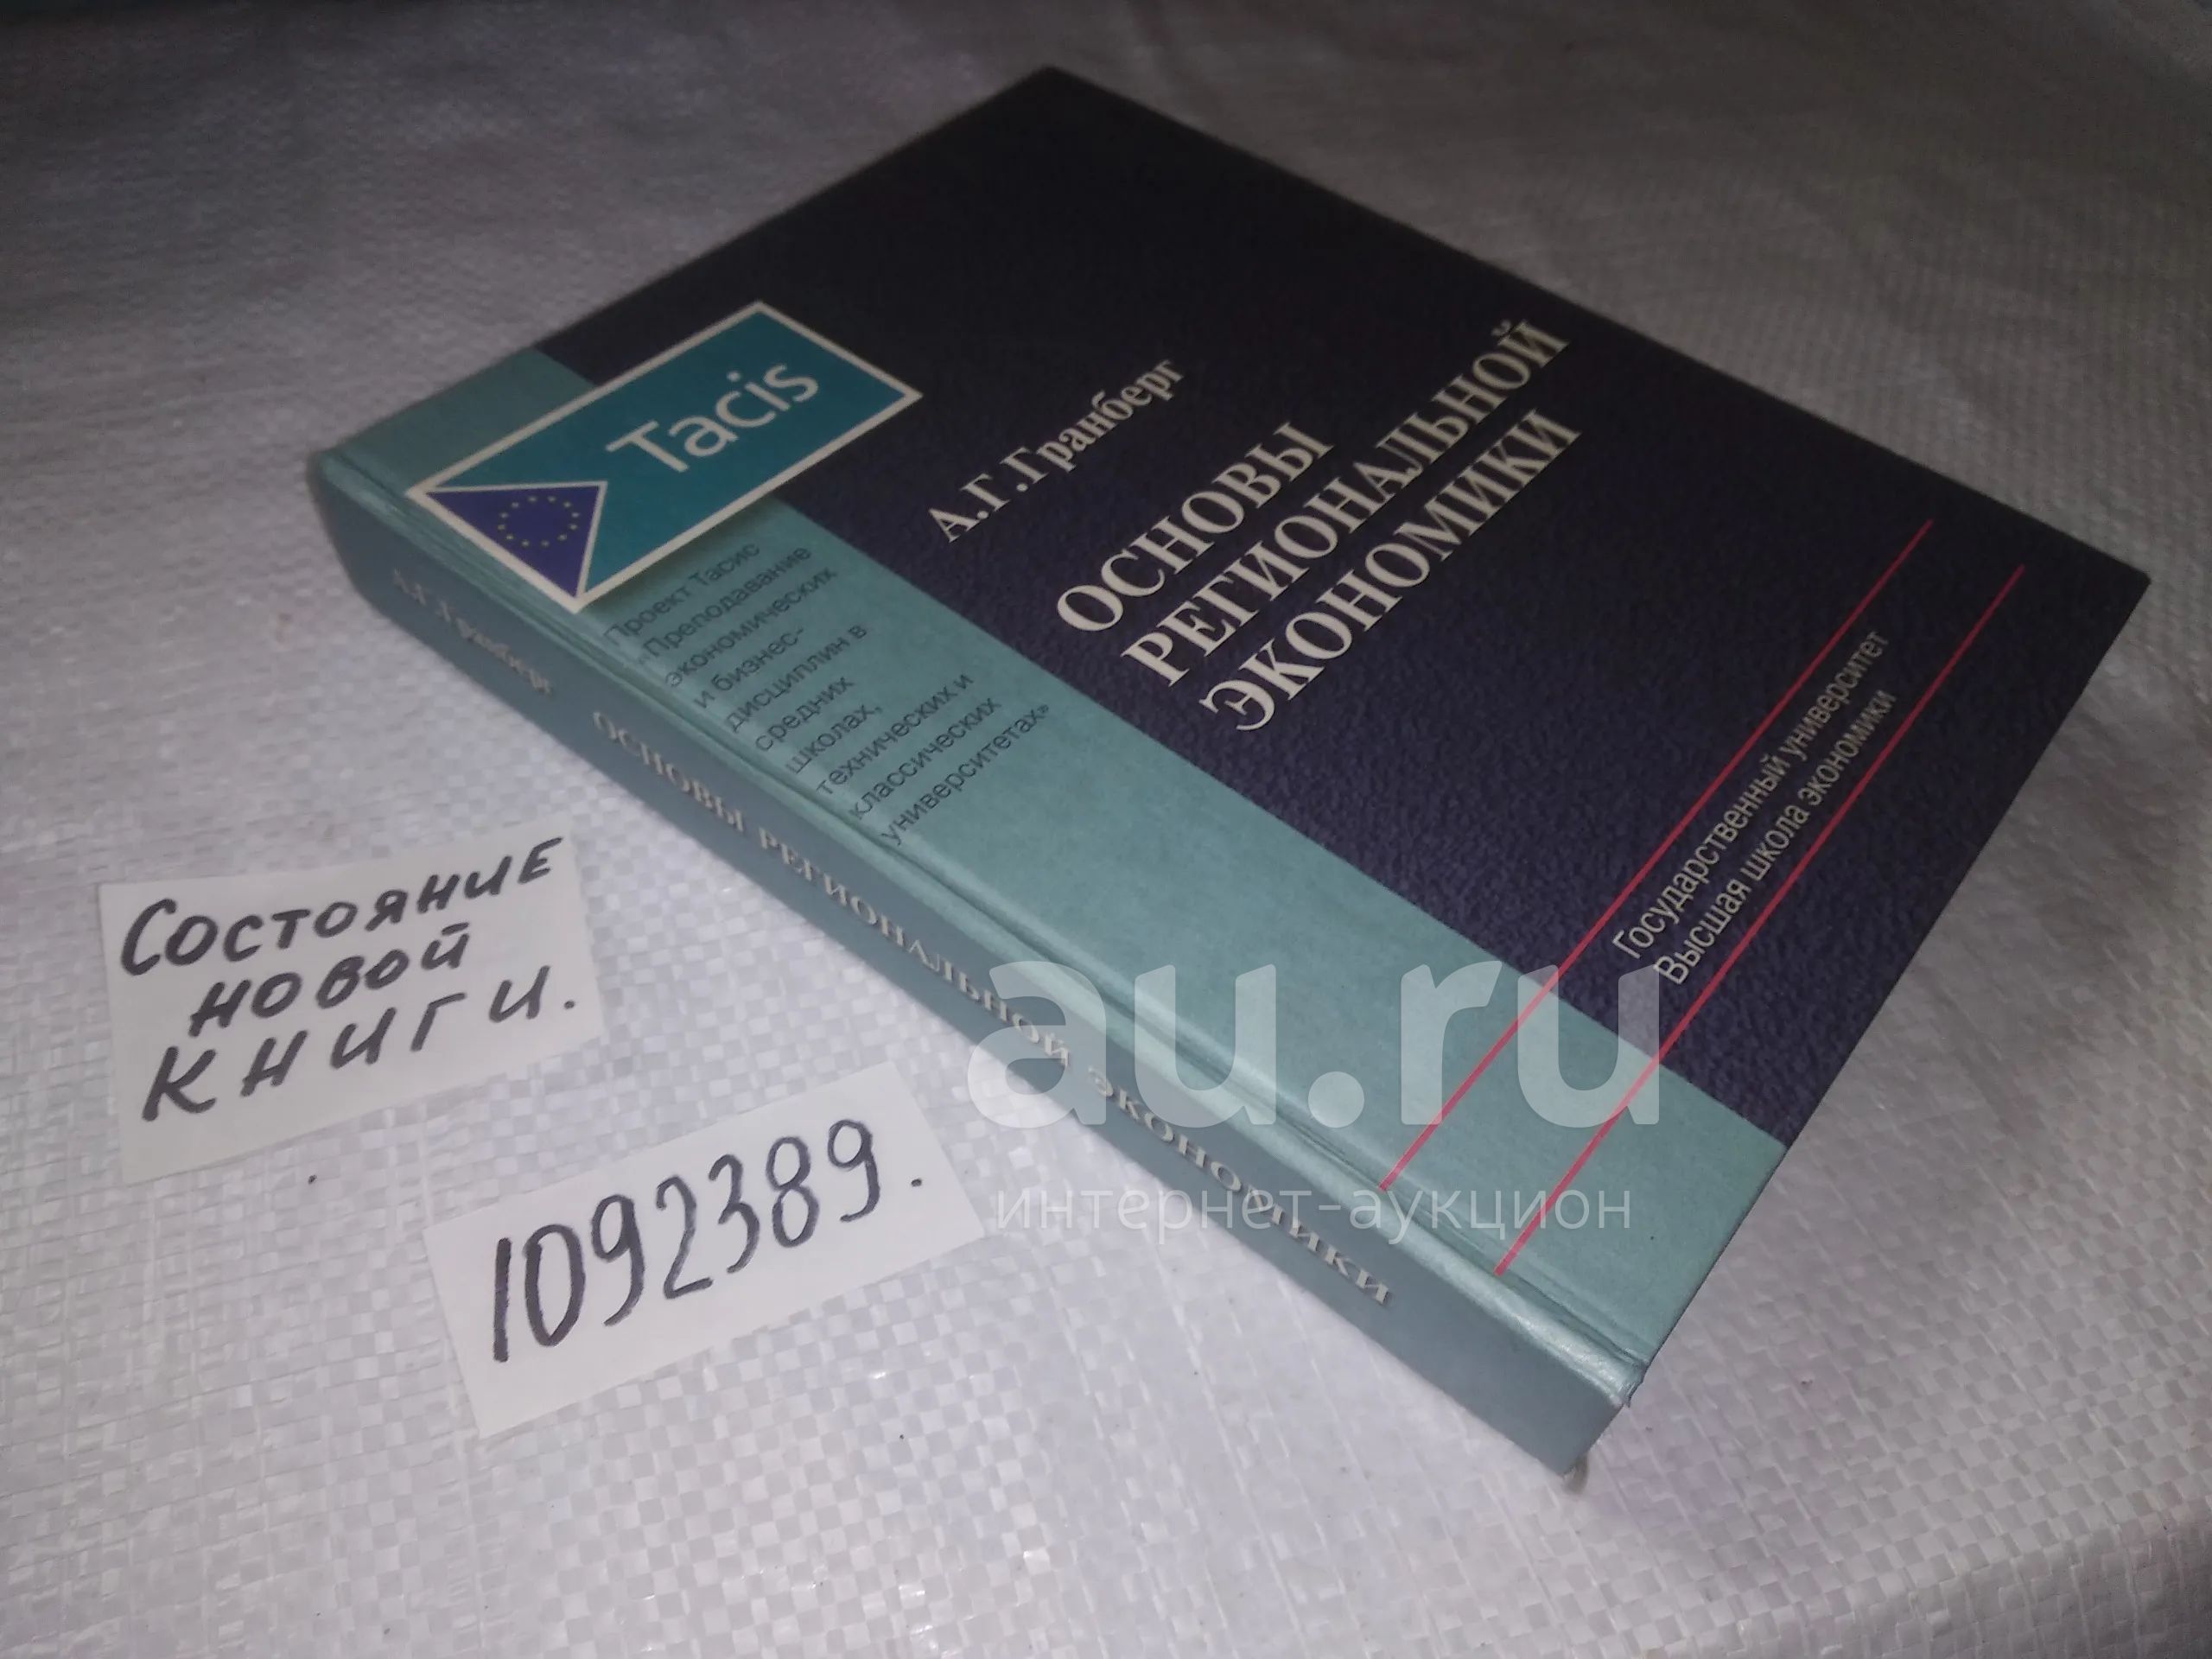 Tacis
Проект Тасис
„Преподавание
экономических
и бизнес-
дисциплин в
средних
школах,
технических и
классических
университетах»
А.Г.Гранберг
ОСНОВЫ
РЕГИОНАЛЬНОЙ
ЭКОНОМИКИ
Государственный университет
Высшая школа экономики
А.Г.Гранберг ОСНОВЫ РЕГИОНАЛЬНОЙ ЭКОНОМИКИ
Состояние
новой
книги.
1092389.
au.ru
интернет-аукцион